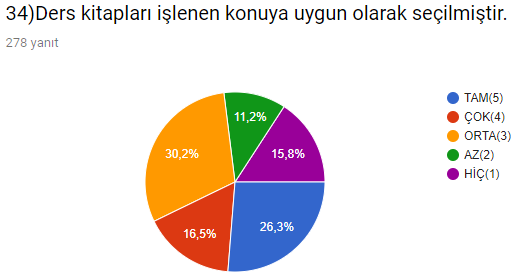 34)Ders kitapları işlenen konuya uygun olarak seçilmiştir.
278 yanıt
TAM(5)
ÇOK(4)
ORTA(3)
AZ(2)
HİÇ(1)
11,2%
30,2%
15,8%
16,5%
26,3%